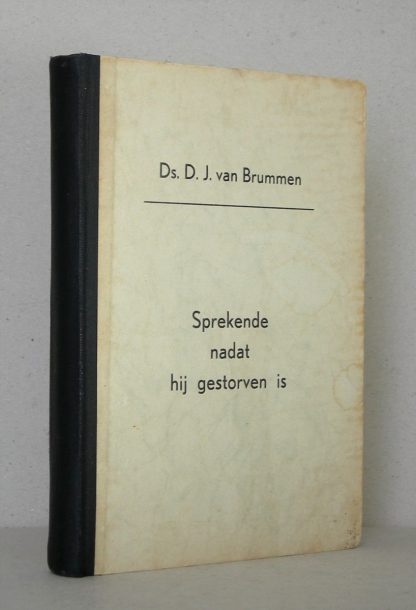 Ds. D. J. van Brummen
Sprekende
nadat
hij gestorven is